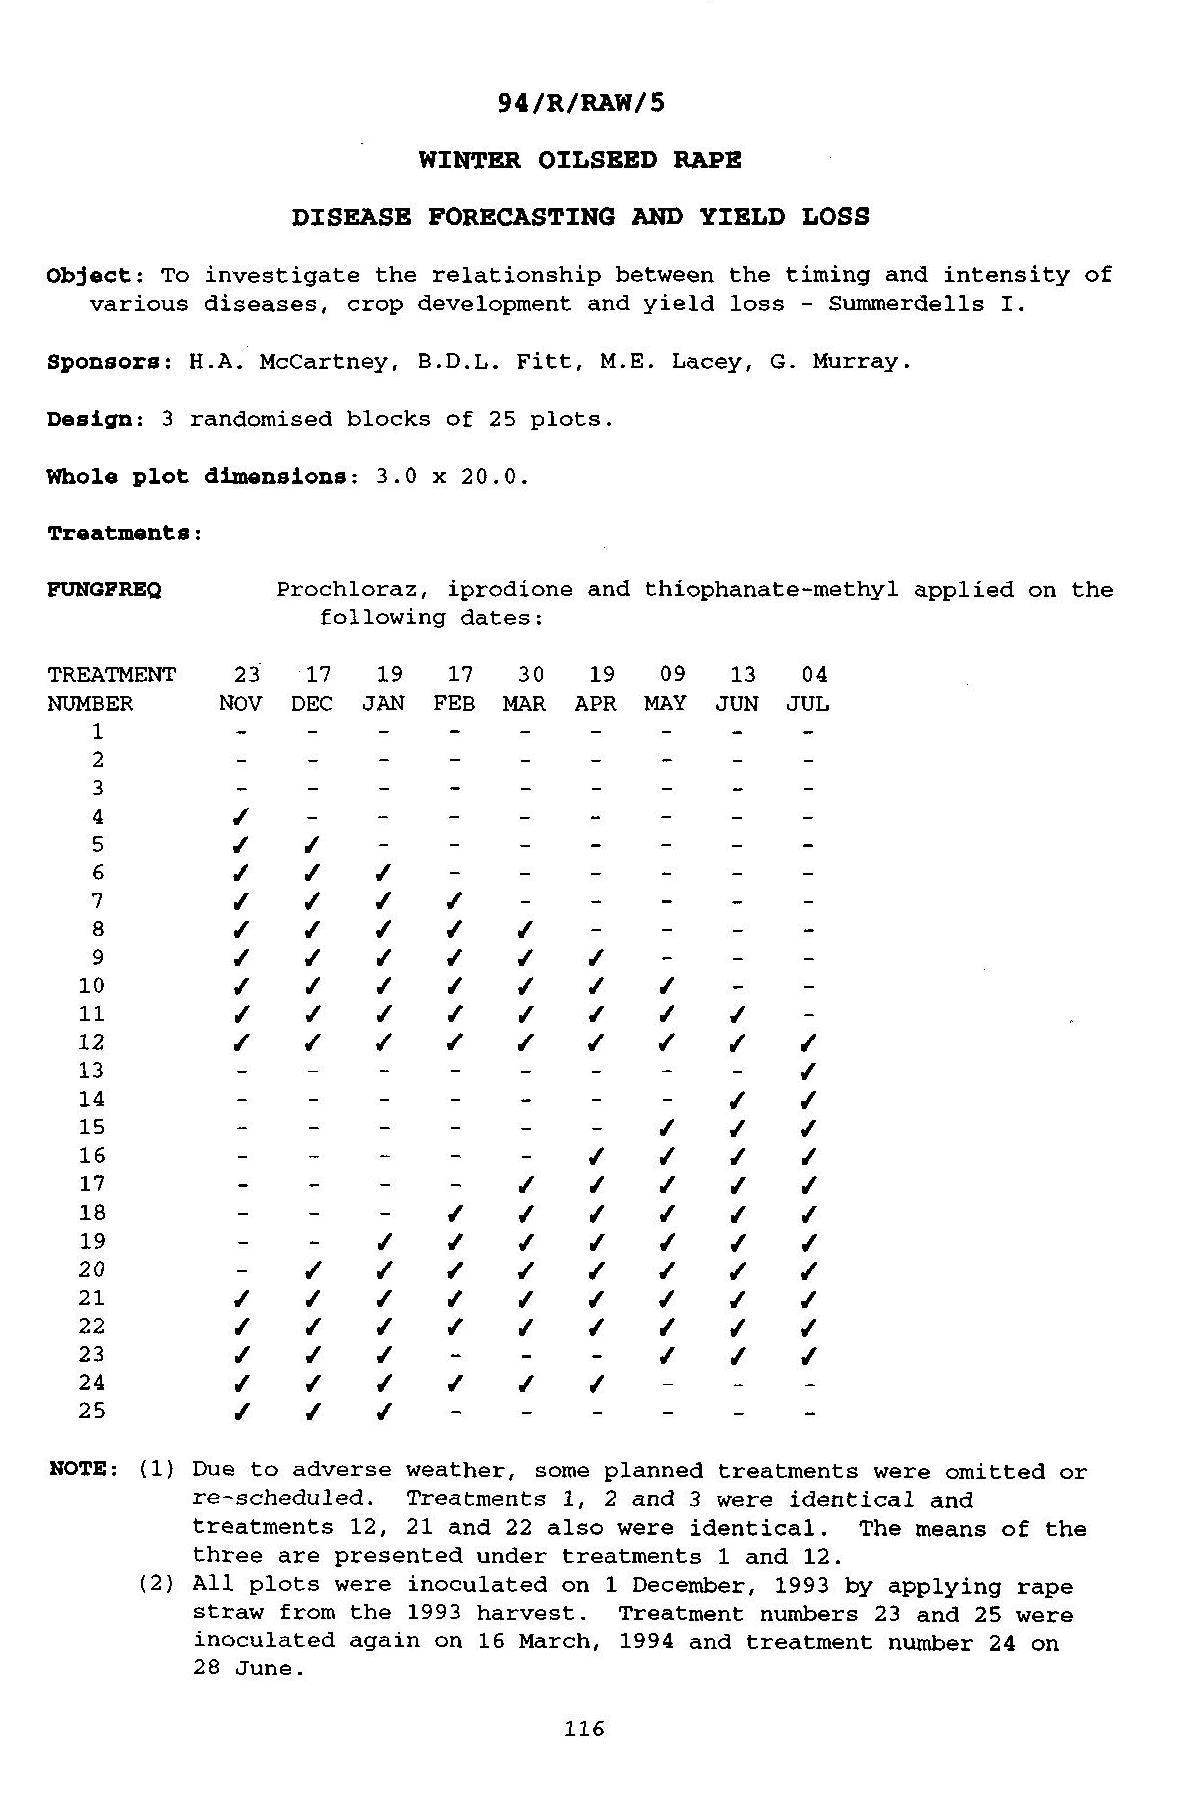 94/R/RAW/5
WINTER OILSEED RAPE
DISEASE FORECASTING AND YIELD LOSS
Object: To investigate the relationship between the timing and intensity of
various diseases, crop development and yield loss - Summerdells I.
Sponsors: H.A. McCartney, B.D.L. Fitt, M.E. Lacey, G. Murray.
Design: 3 randomised blocks of 25 plots.
Whole plot dimensions: 3.0 x 20.0.
Treatments:
FUNGFREQ Prochloraz, iprodione and thiophanate-methyl applied on the
following dates:
TREATMENT 23 17 19 17 30 19 09 13 04
NUMBER NOV DEC JAN FEB MAR APR MAY JUN JUL
1 - - - - - - - - -
2 - - - - - - - - -
3 - - - - - - - - -
4 ✓ - - - - - - - -
5 ✓ ✓ - - - - - - -
6 ✓ ✓ ✓ - - - - - -
7 ✓ ✓ ✓ ✓ - - - - -
8 ✓ ✓ ✓ ✓ ✓ - - - -
9 ✓ ✓ ✓ ✓ ✓ ✓ - - -
10 ✓ ✓ ✓ ✓ ✓ ✓ ✓ - -
11 ✓ ✓ ✓ ✓ ✓ ✓ ✓ ✓ -
12 ✓ ✓ ✓ ✓ ✓ ✓ ✓ ✓ ✓
13 - - - - - - - - ✓
14 - - - - - - - ✓ ✓
15 - - - - - - ✓ ✓ ✓
16 - - - - - ✓ ✓ ✓ ✓
17 - - - - ✓ ✓ ✓ ✓ ✓
18 - - - ✓ ✓ ✓ ✓ ✓ ✓
19 - - ✓ ✓ ✓ ✓ ✓ ✓ ✓
20 - ✓ ✓ ✓ ✓ ✓ ✓ ✓ ✓
21 ✓ ✓ ✓ ✓ ✓ ✓ ✓ ✓ ✓
22 ✓ ✓ ✓ ✓ ✓ ✓ ✓ ✓ ✓
23 ✓ ✓ ✓ - - - ✓ ✓ ✓
24 ✓ ✓ ✓ ✓ ✓ ✓ - - -
25 ✓ ✓ ✓ - - - - - -
NOTE: (1) Due to adverse weather, some planned treatments were omitted or
re-scheduled. Treatments 1, 2 and 3 were identical and
treatments 12, 21 and 22 also were identical. The means of the
three are presented under treatments 1 and 12.
(2) All plots were inoculated on 1 December, 1993 by applying rape
straw from the 1993 harvest. Treatment numbers 23 and 25 were
inoculated again on 16 March, 1994 and treatment number 24 on
28 June.
116